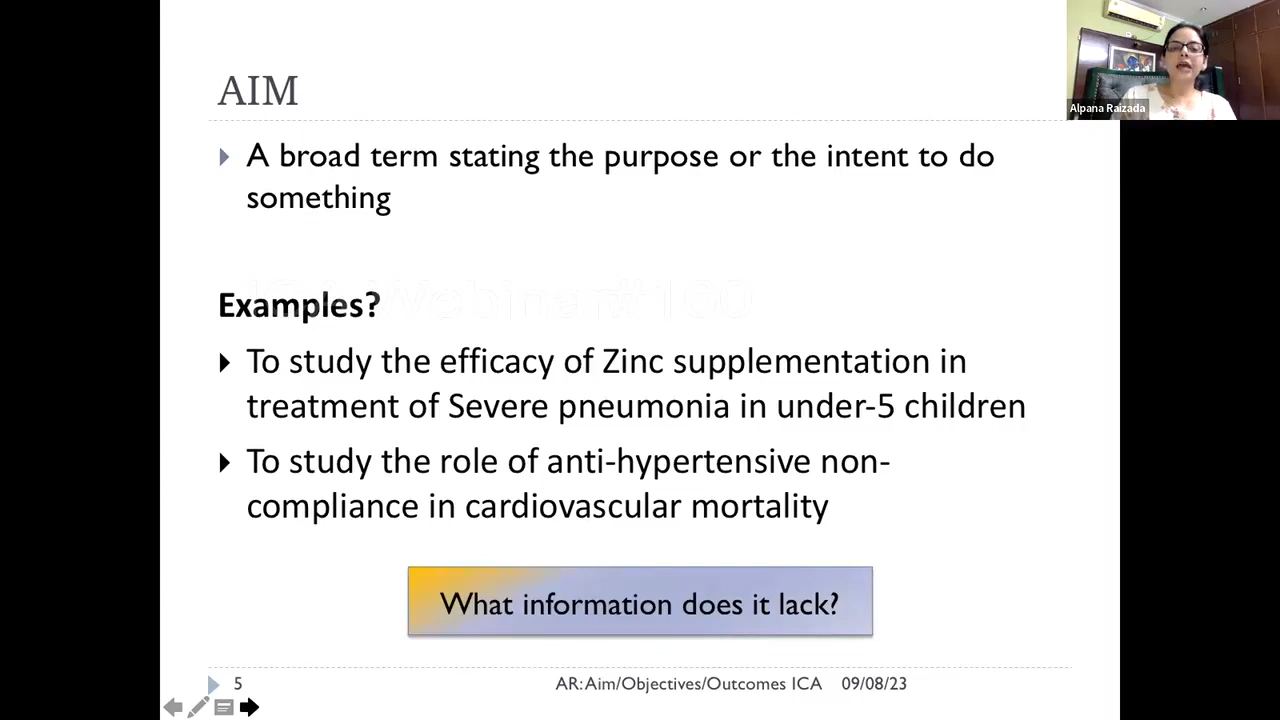 AIM
A broad term stating the purpose or the intent to do
something
Examples?
To study the efficacy of Zinc supplementation in
treatment of Severe pneumonia in under-5 children
To study the role of anti-hypertensive non-
compliance in cardiovascular mortality
What information does it lack?
5
AR:Aim/Objectives/Outcomes ICA 09/08/23
Alpana Raizada